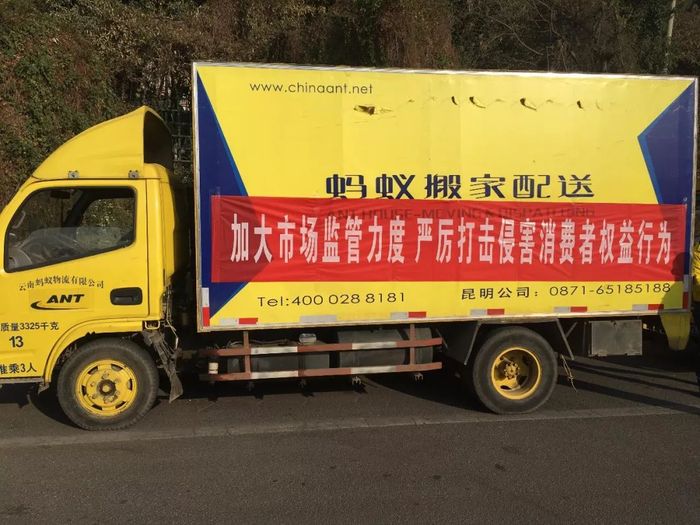 www.chinaant.net
蚂蚁搬家配送
加大市场监管力度 严厉打击侵害消费者权益行为
Tel:400 028 8181
昆明公司：0871-65185188
云南蚂蚁物流有限公司
ANT
质量3325千克
13
准乘3人